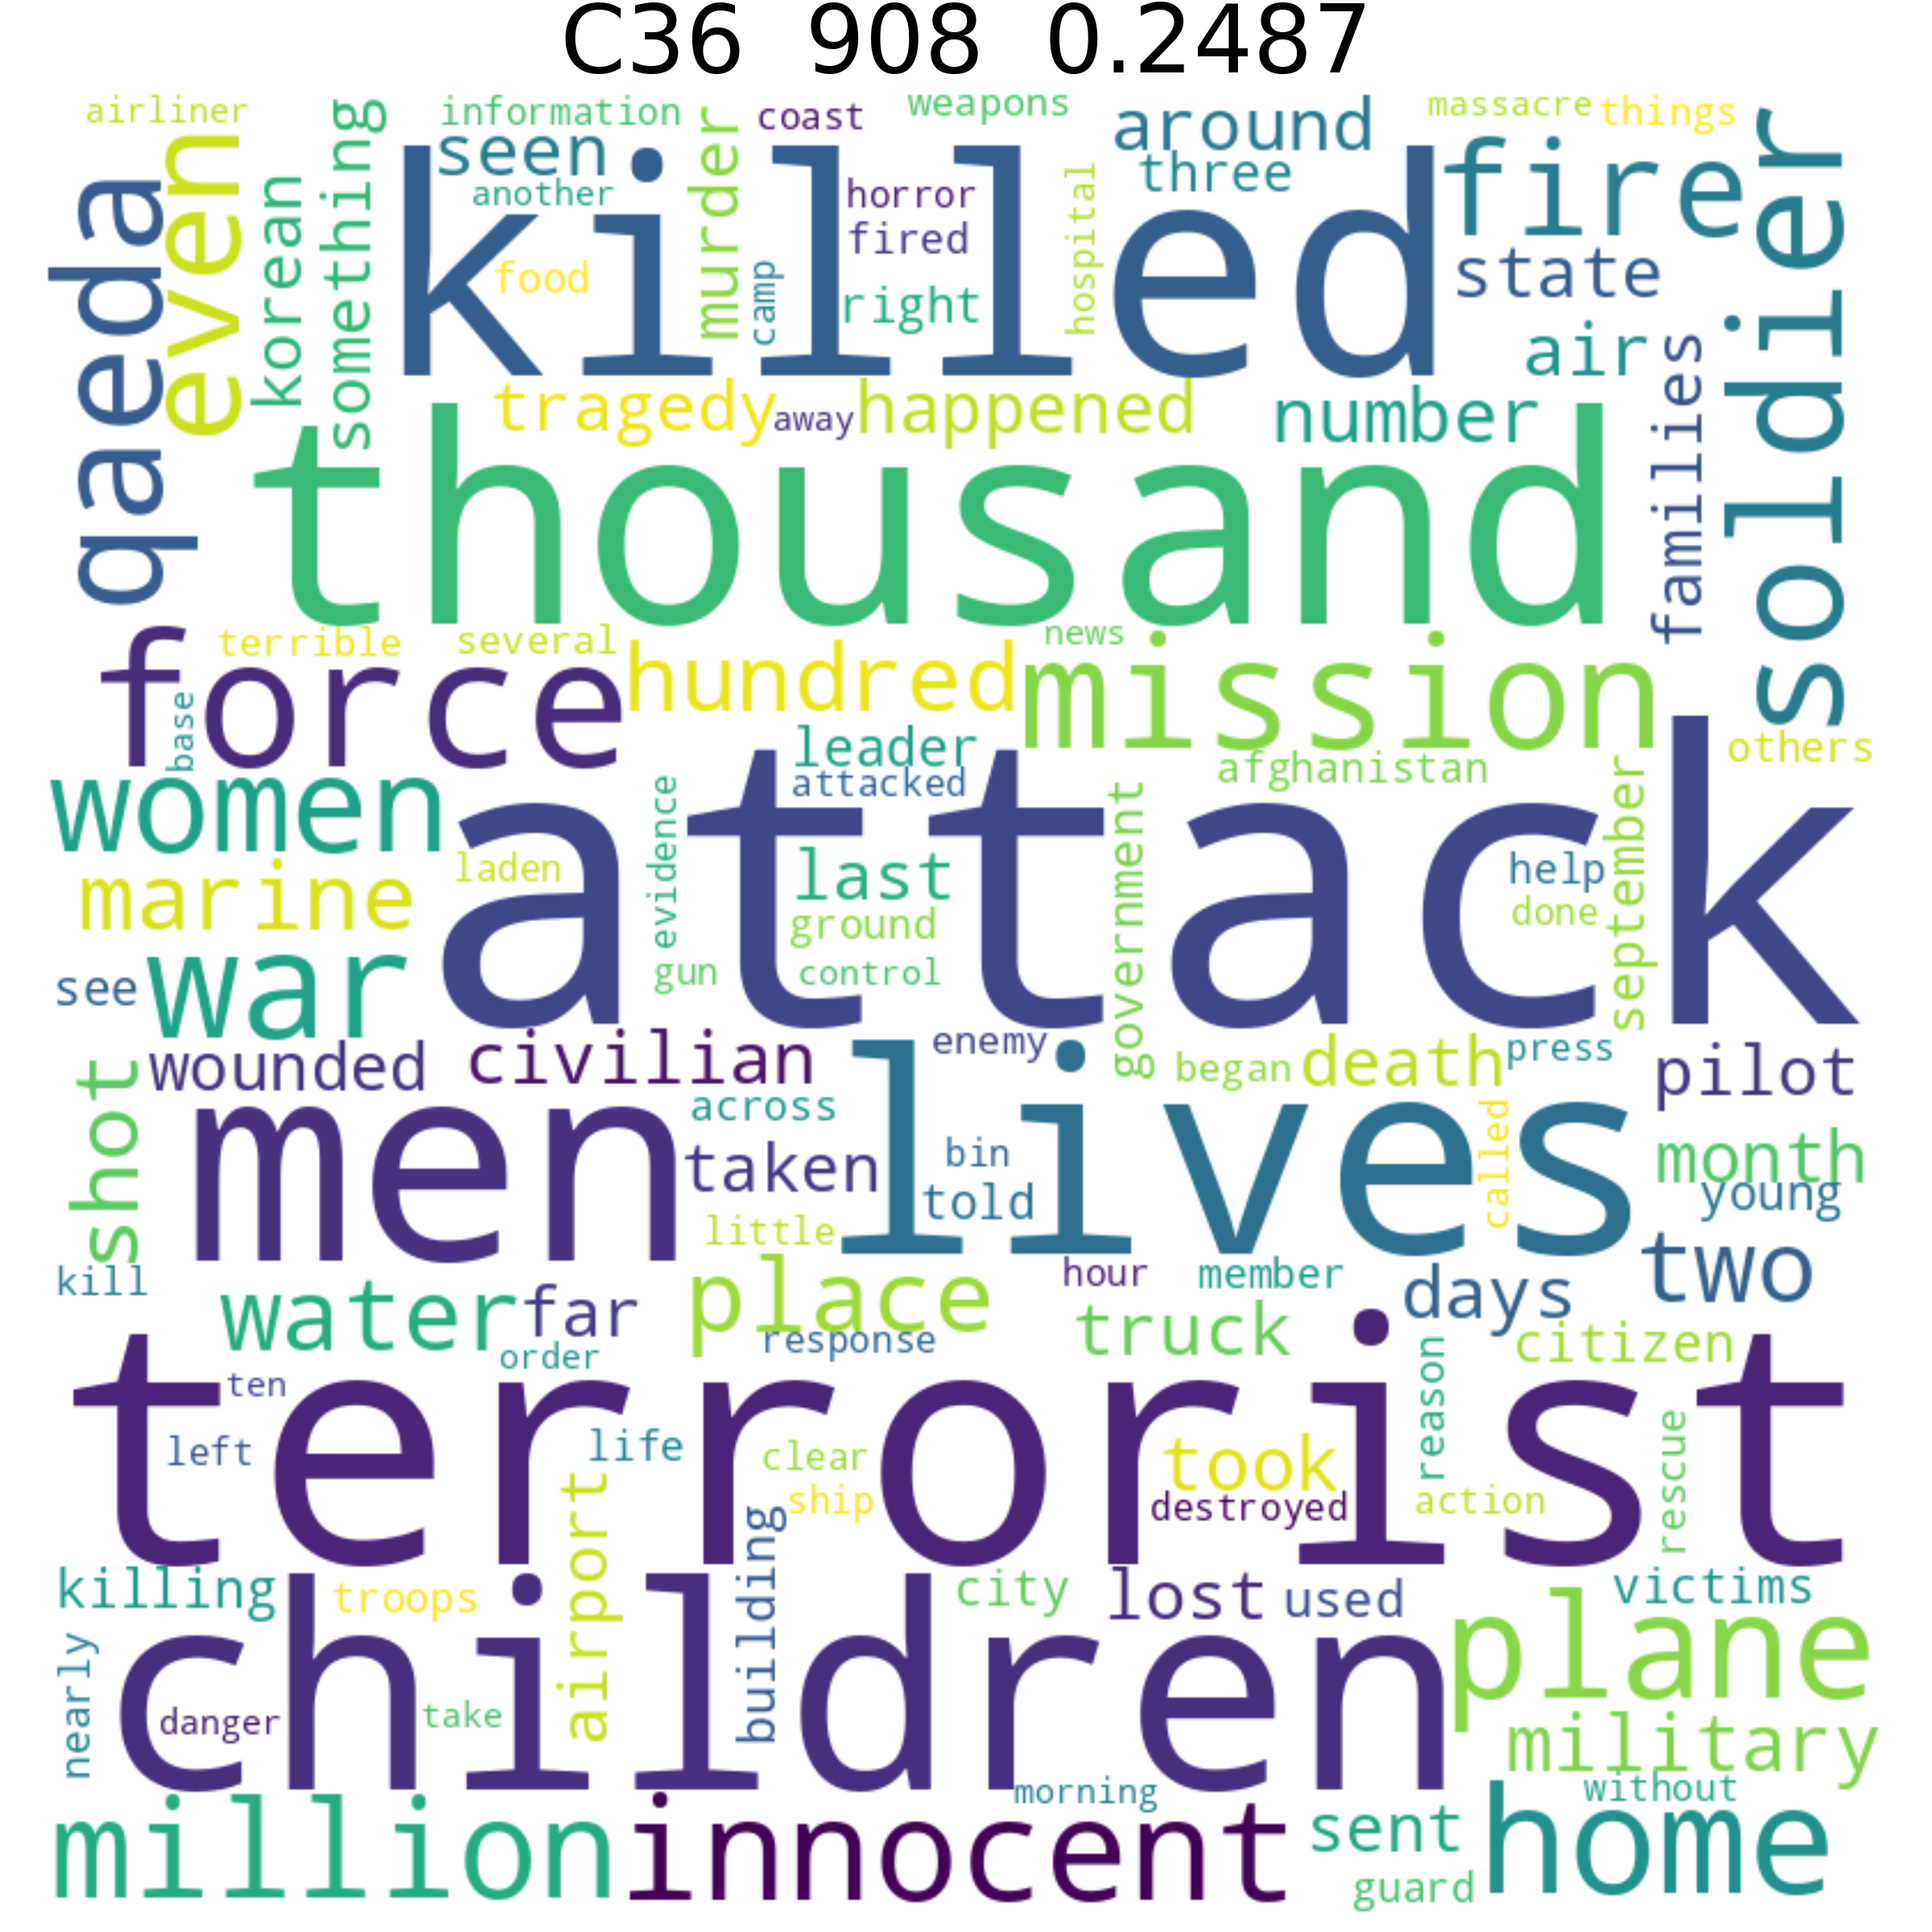 C36 908 0.2487
airliner
information
coast
weapons
massacre
things
qaeda
even
korean
something
seen
another
killed
murder
horror
fired
hospital
around
three
fire
soldier
food
camp
right
state
air
families
tragedy
away
happened
number
thousand
terrible
several
news
force
base
hundred
mission
leader
attacked
afghanistan
others
women
attack
evidence
government
september
laden
last
help
marine
ground
done
see
war
gun
control
wounded
civilian
enemy
began
death
press
pilot
shot
men
across
lives
called
taken
bin
told
month
young
little
kill
water
far
place
hour
member
days
two
order
response
truck
reason
citizen
terrorist
ten
left
life
clear
took
rescue
ship
destroyed
action
airport
building
killing
troops
city
lost
used
victims
nearly
children
plane
danger
take
military
morning
without
million
innocent
sent
home
guard